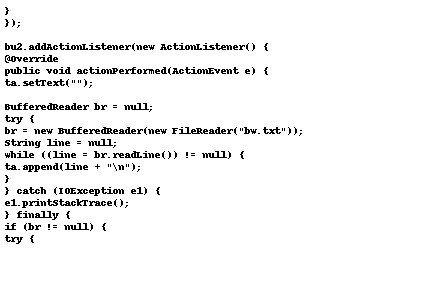 }
});
bu2.addActionListener(new ActionListener() {
@Override
public void actionPerformed(ActionEvent e) {
ta.setText("");
BufferedReader br = null;
try {
br = new BufferedReader(new FileReader("bw.txt"));
String line = null;
while ((line = br.readLine()) != null) {
ta.append(line + "\n");
}
} catch (IOException e1) {
e1.printStackTrace();
} finally {
if (br != null) {
try {